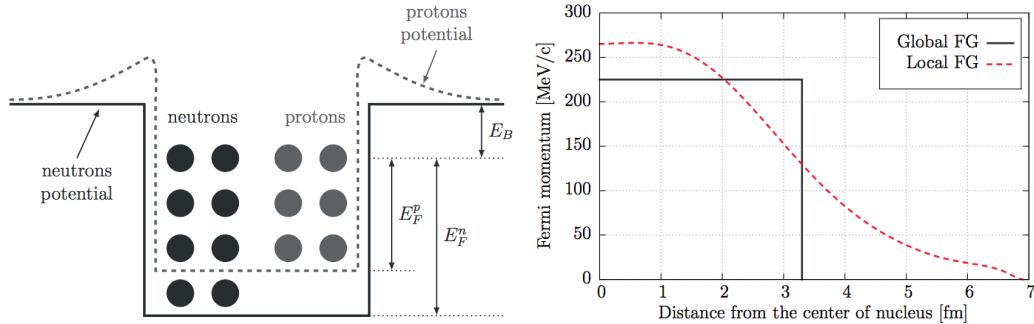 protons
potential
neutrons
protons
E_B
neutrons
potential
E_F^p
E_F^n
300
250
200
150
100
50
0
Fermi momentum [MeV/c]
Global FG
Local FG
0 1 2 3 4 5 6 7
Distance from the center of nucleus [fm]